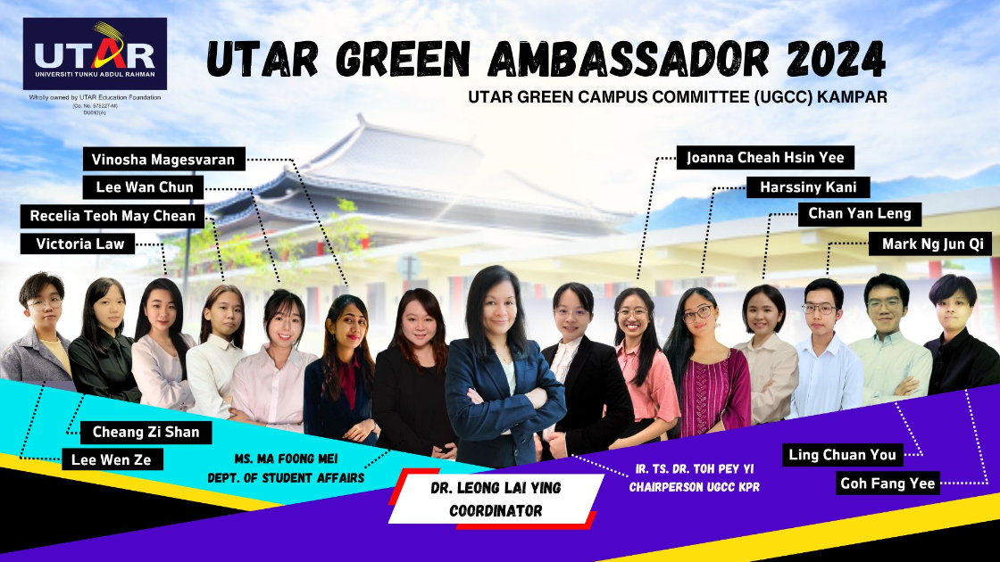 UTAR
UNIVERSITI TUNKU ABDUL RAHMAN
Wholly owned by UTAR Education Foundation
(Co. No. 578227-M)
DU012(A)
UTAR GREEN AMBASSADOR 2024
UTAR GREEN CAMPUS COMMITTEE (UGCC) KAMPAR
Vinosha Magesvaran
Lee Wan Chun
Recelia Teoh May Chean
Victoria Law
Joanna Cheah Hsin Yee
Harssiny Kani
Chan Yan Leng
Mark Ng Jun Qi
Cheang Zi Shan
Lee Wen Ze
MS. MA FOONG MEI
DEPT. OF STUDENT AFFAIRS
DR. LEONG LAI YING
COORDINATOR
IR. TS. DR. TOH PEY YI
CHAIRPERSON UGCC KPR
Ling Chuan You
Goh Fang Yee